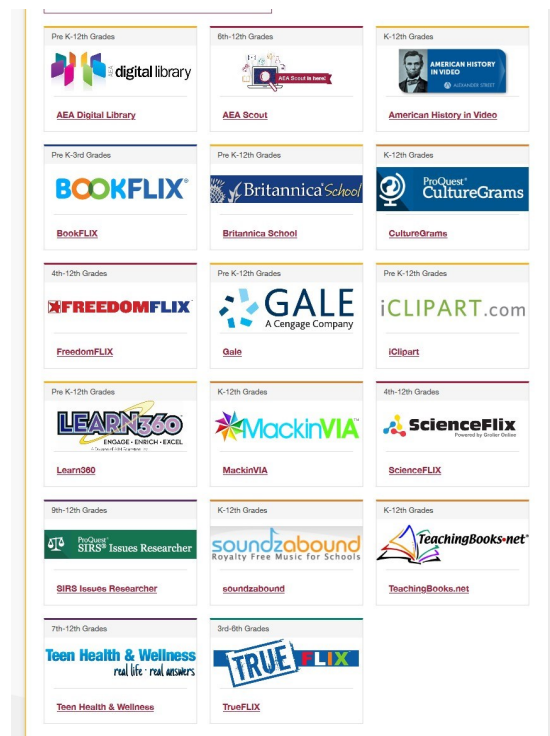 Pre K-12th Grades
AEA digital library
AEA Digital Library
6th-12th Grades
AEA Scout is here!
AEA Scout
K-12th Grades
AMERICAN HISTORY
IN VIDEO
ALEXANDER STREET
American History in Video
Pre K-3rd Grades
BOOKFLIX®
BookFLIX
Pre K-12th Grades
Britannica School
Britannica School
K-12th Grades
ProQuest®
CultureGrams
CultureGrams
4th-12th Grades
FREEDOMFLIX
FreedomFLIX
Pre K-12th Grades
GALE
A Cengage Company
Gale
Pre K-12th Grades
iCLIPART.com
iClipart
Pre K-12th Grades
LEARN360
ENGAGE · ENRICH · EXCEL
Learn360
K-12th Grades
MackinVIA™
MackinVIA
4th-12th Grades
ScienceFlix
Powered by Grolier Online
ScienceFLIX
9th-12th Grades
ProQuest®
SIRS® Issues Researcher
SIRS Issues Researcher
K-12th Grades
soundzabound
Royalty Free Music for Schools
soundzabound
K-12th Grades
TeachingBooks•net®
TeachingBooks.net
7th-12th Grades
Teen Health & Wellness
real life · real answers
Teen Health & Wellness
3rd-6th Grades
TRUE FLIX
TrueFLIX